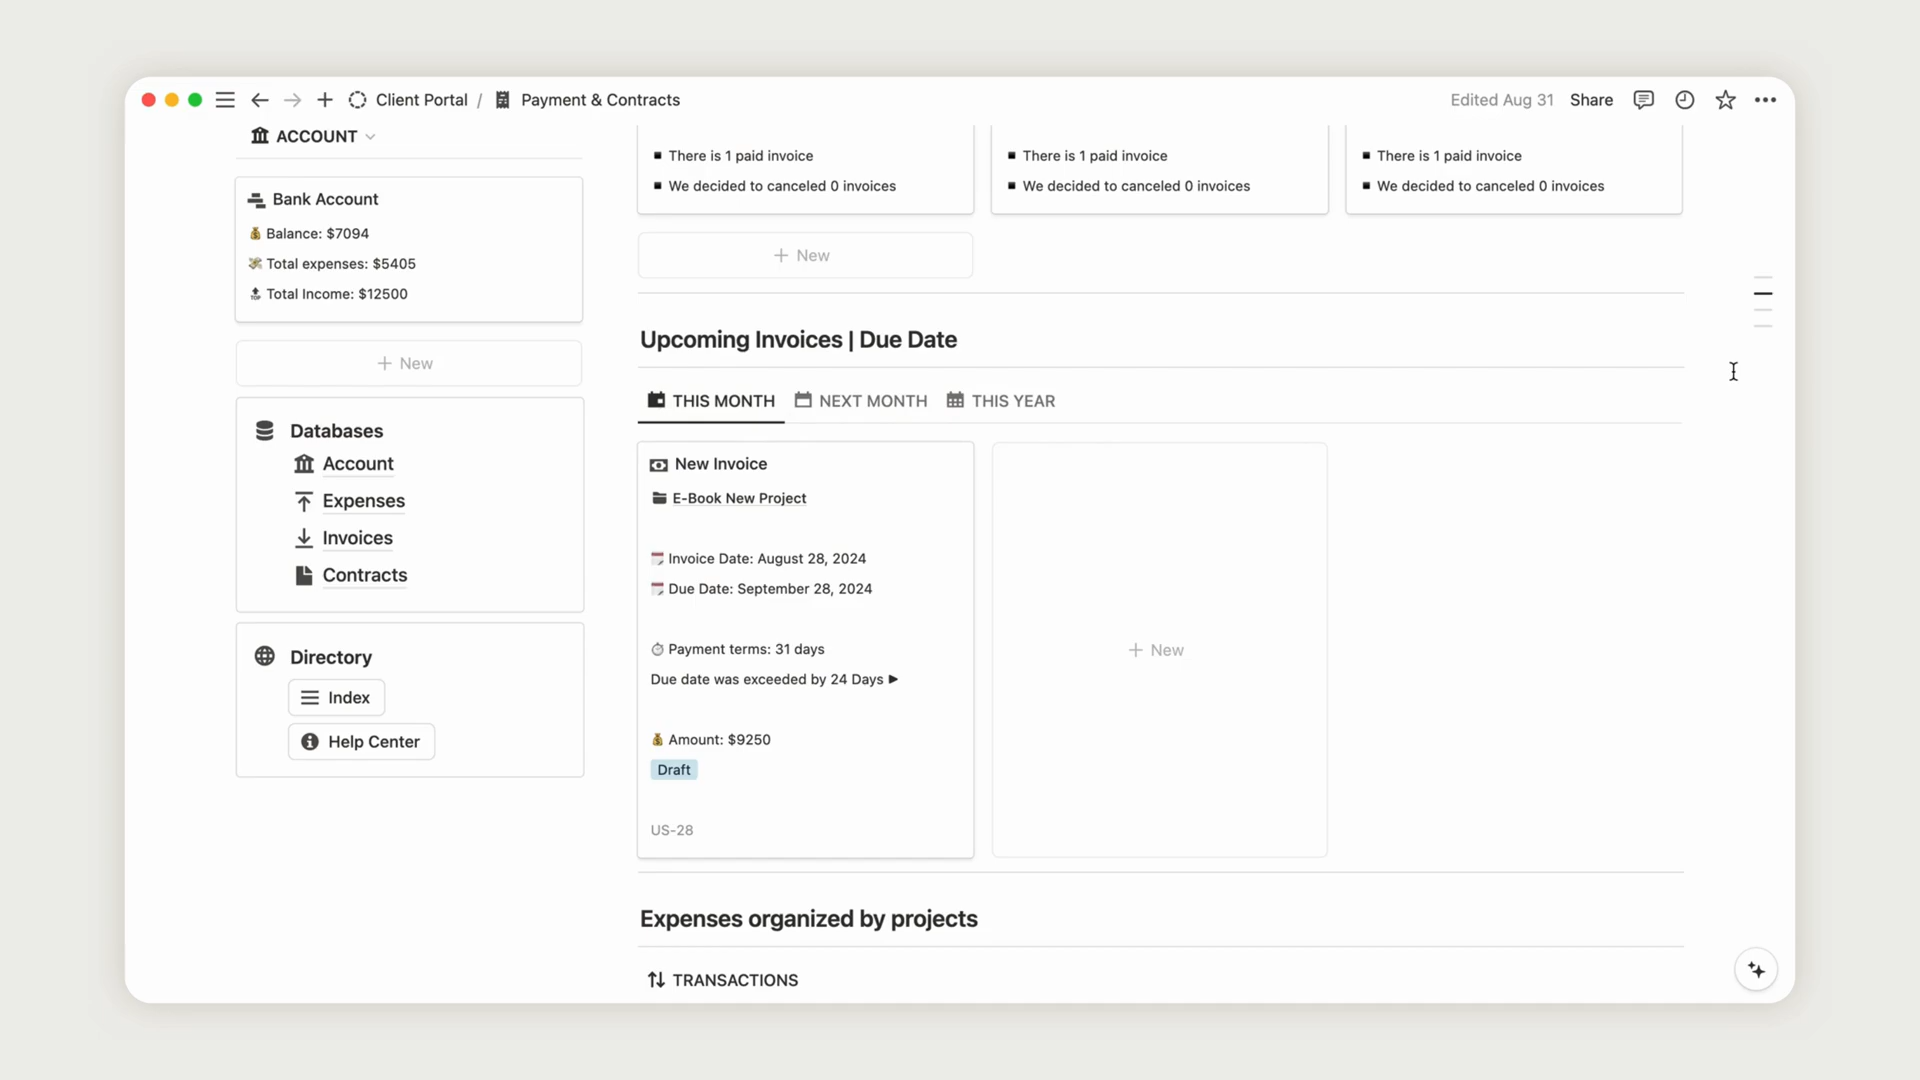 Client Portal / Payment & Contracts
Edited Aug 31 Share
ACCOUNT
Bank Account
Balance: $7094
Total expenses: $5405
TOP Total Income: $12500
+ New
Databases
Account
Expenses
Invoices
Contracts
Directory
Index
Help Center
There is 1 paid invoice
We decided to canceled 0 invoices
There is 1 paid invoice
We decided to canceled 0 invoices
There is 1 paid invoice
We decided to canceled 0 invoices
+ New
Upcoming Invoices | Due Date
THIS MONTH NEXT MONTH THIS YEAR
New Invoice
E-Book New Project
Invoice Date: August 28, 2024
Due Date: September 28, 2024
Payment terms: 31 days
Due date was exceeded by 24 Days ▶
Amount: $9250
Draft
US-28
+ New
Expenses organized by projects
TRANSACTIONS